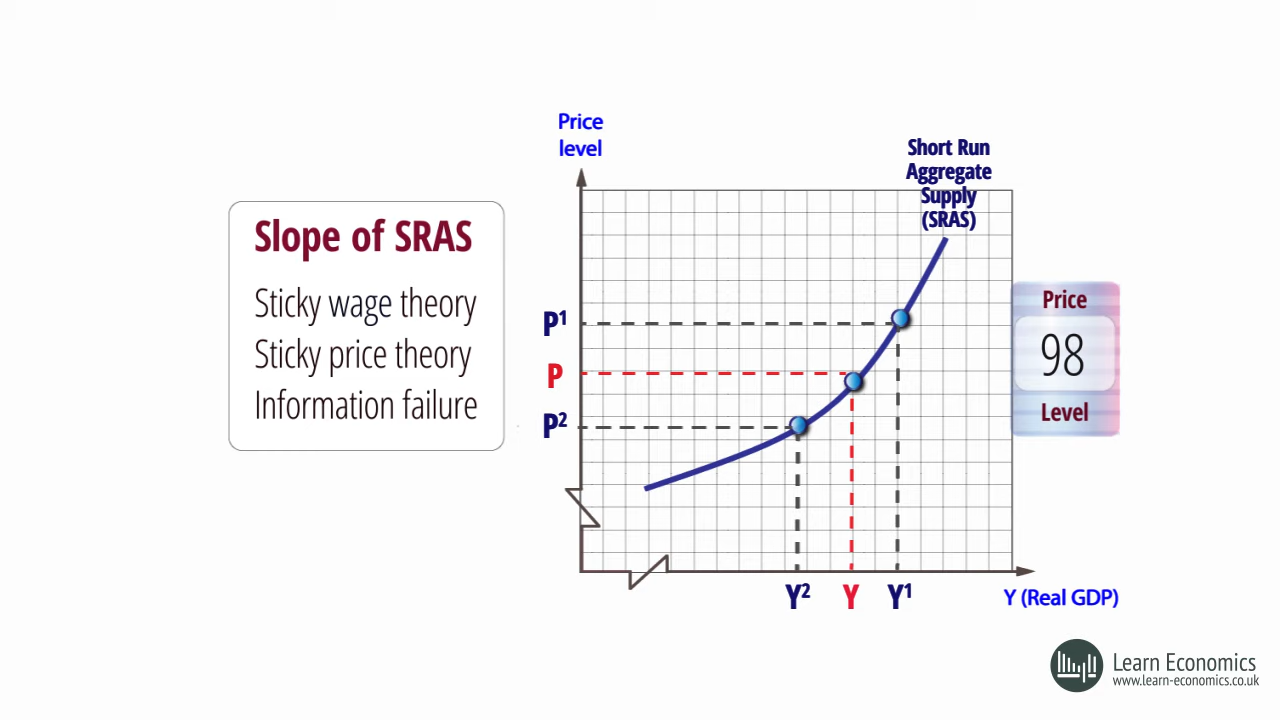 Slope of SRAS
Sticky wage theory
Sticky price theory
Information failure
Price
level
Short Run
Aggregate
Supply
(SRAS)
P¹
P
P²
Y²
Y
Y¹
Y (Real GDP)
Price
98
Level
Learn Economics
www.learn-economics.co.uk